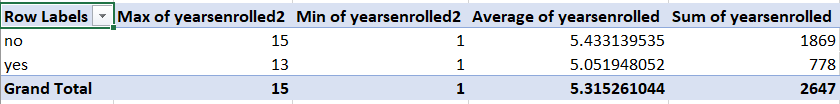 Row Labels Max of yearsenrolled2 Min of yearsenrolled2 Average of yearsenrolled Sum of yearsenrolled
no 15 1 5.433139535 1869
yes 13 1 5.051948052 778
Grand Total 15 1 5.315261044 2647